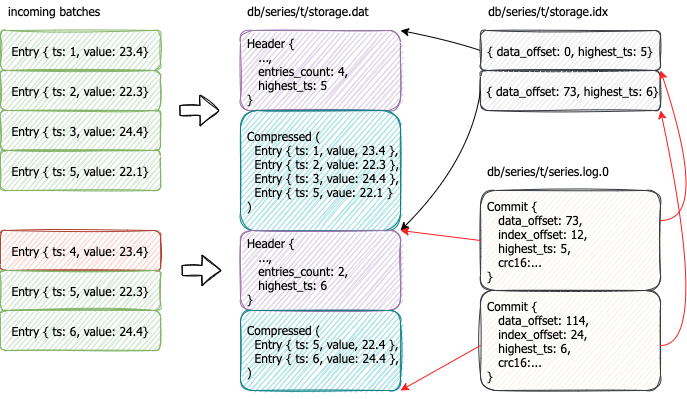 incoming batches
Entry { ts: 1, value: 23.4}
Entry { ts: 2, value: 22.3}
Entry { ts: 3, value: 24.4}
Entry { ts: 5, value: 22.1}
Entry { ts: 4, value: 23.4}
Entry { ts: 5, value: 22.3}
Entry { ts: 6, value: 24.4}
db/series/t/storage.dat
Header {
...,
entries_count: 4,
highest_ts: 5
}
Compressed (
Entry { ts: 1, value, 23.4 },
Entry { ts: 2, vaue: 22.3 },
Entry { ts: 3, vaue: 24.4 },
Entry { ts: 5, vaue: 22.1 }
)
Header {
...,
entries_count: 2,
highest_ts: 6
}
Compressed (
Entry { ts: 5, value, 22.4 },
Entry { ts: 6, value: 24.4 },
)
db/series/t/storage.idx
{ data_offset: 0, highest_ts: 5}
{ data_offset: 73, highest_ts: 6}
db/series/t/series.log.0
Commit {
data_offset: 73,
index_offset: 12,
highest_ts: 5,
crc16:...
}
Commit {
data_offset: 114,
index_offset: 24,
highest_ts: 6,
crc16:...
}